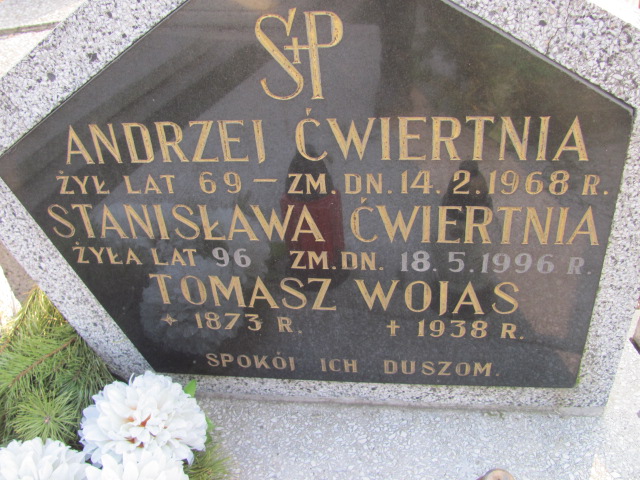 Ś✝P
ANDRZEJ ĆWIERTNIA
ŻYŁ LAT 69 – ZM. DN. 14.2.1968 R.
STANISŁAWA ĆWIERTNIA
ŻYŁA LAT 96 ZM. DN. 18.5.1996 R.
TOMASZ WOJAS
* 1873 R. ✝ 1938 R.
SPOKÓJ ICH DUSZOM.